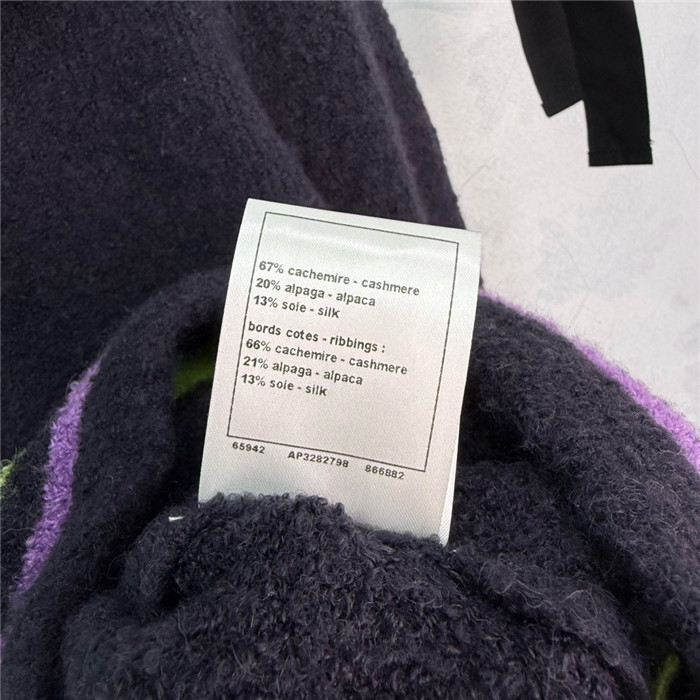 67% cachemire - cashmere
20% alpaga - alpaca
13% soie - silk
bords cotes - ribbings :
66% cachemire - cashmere
21% alpaga - alpaca
13% soie - silk
65942 AP3282798 866882